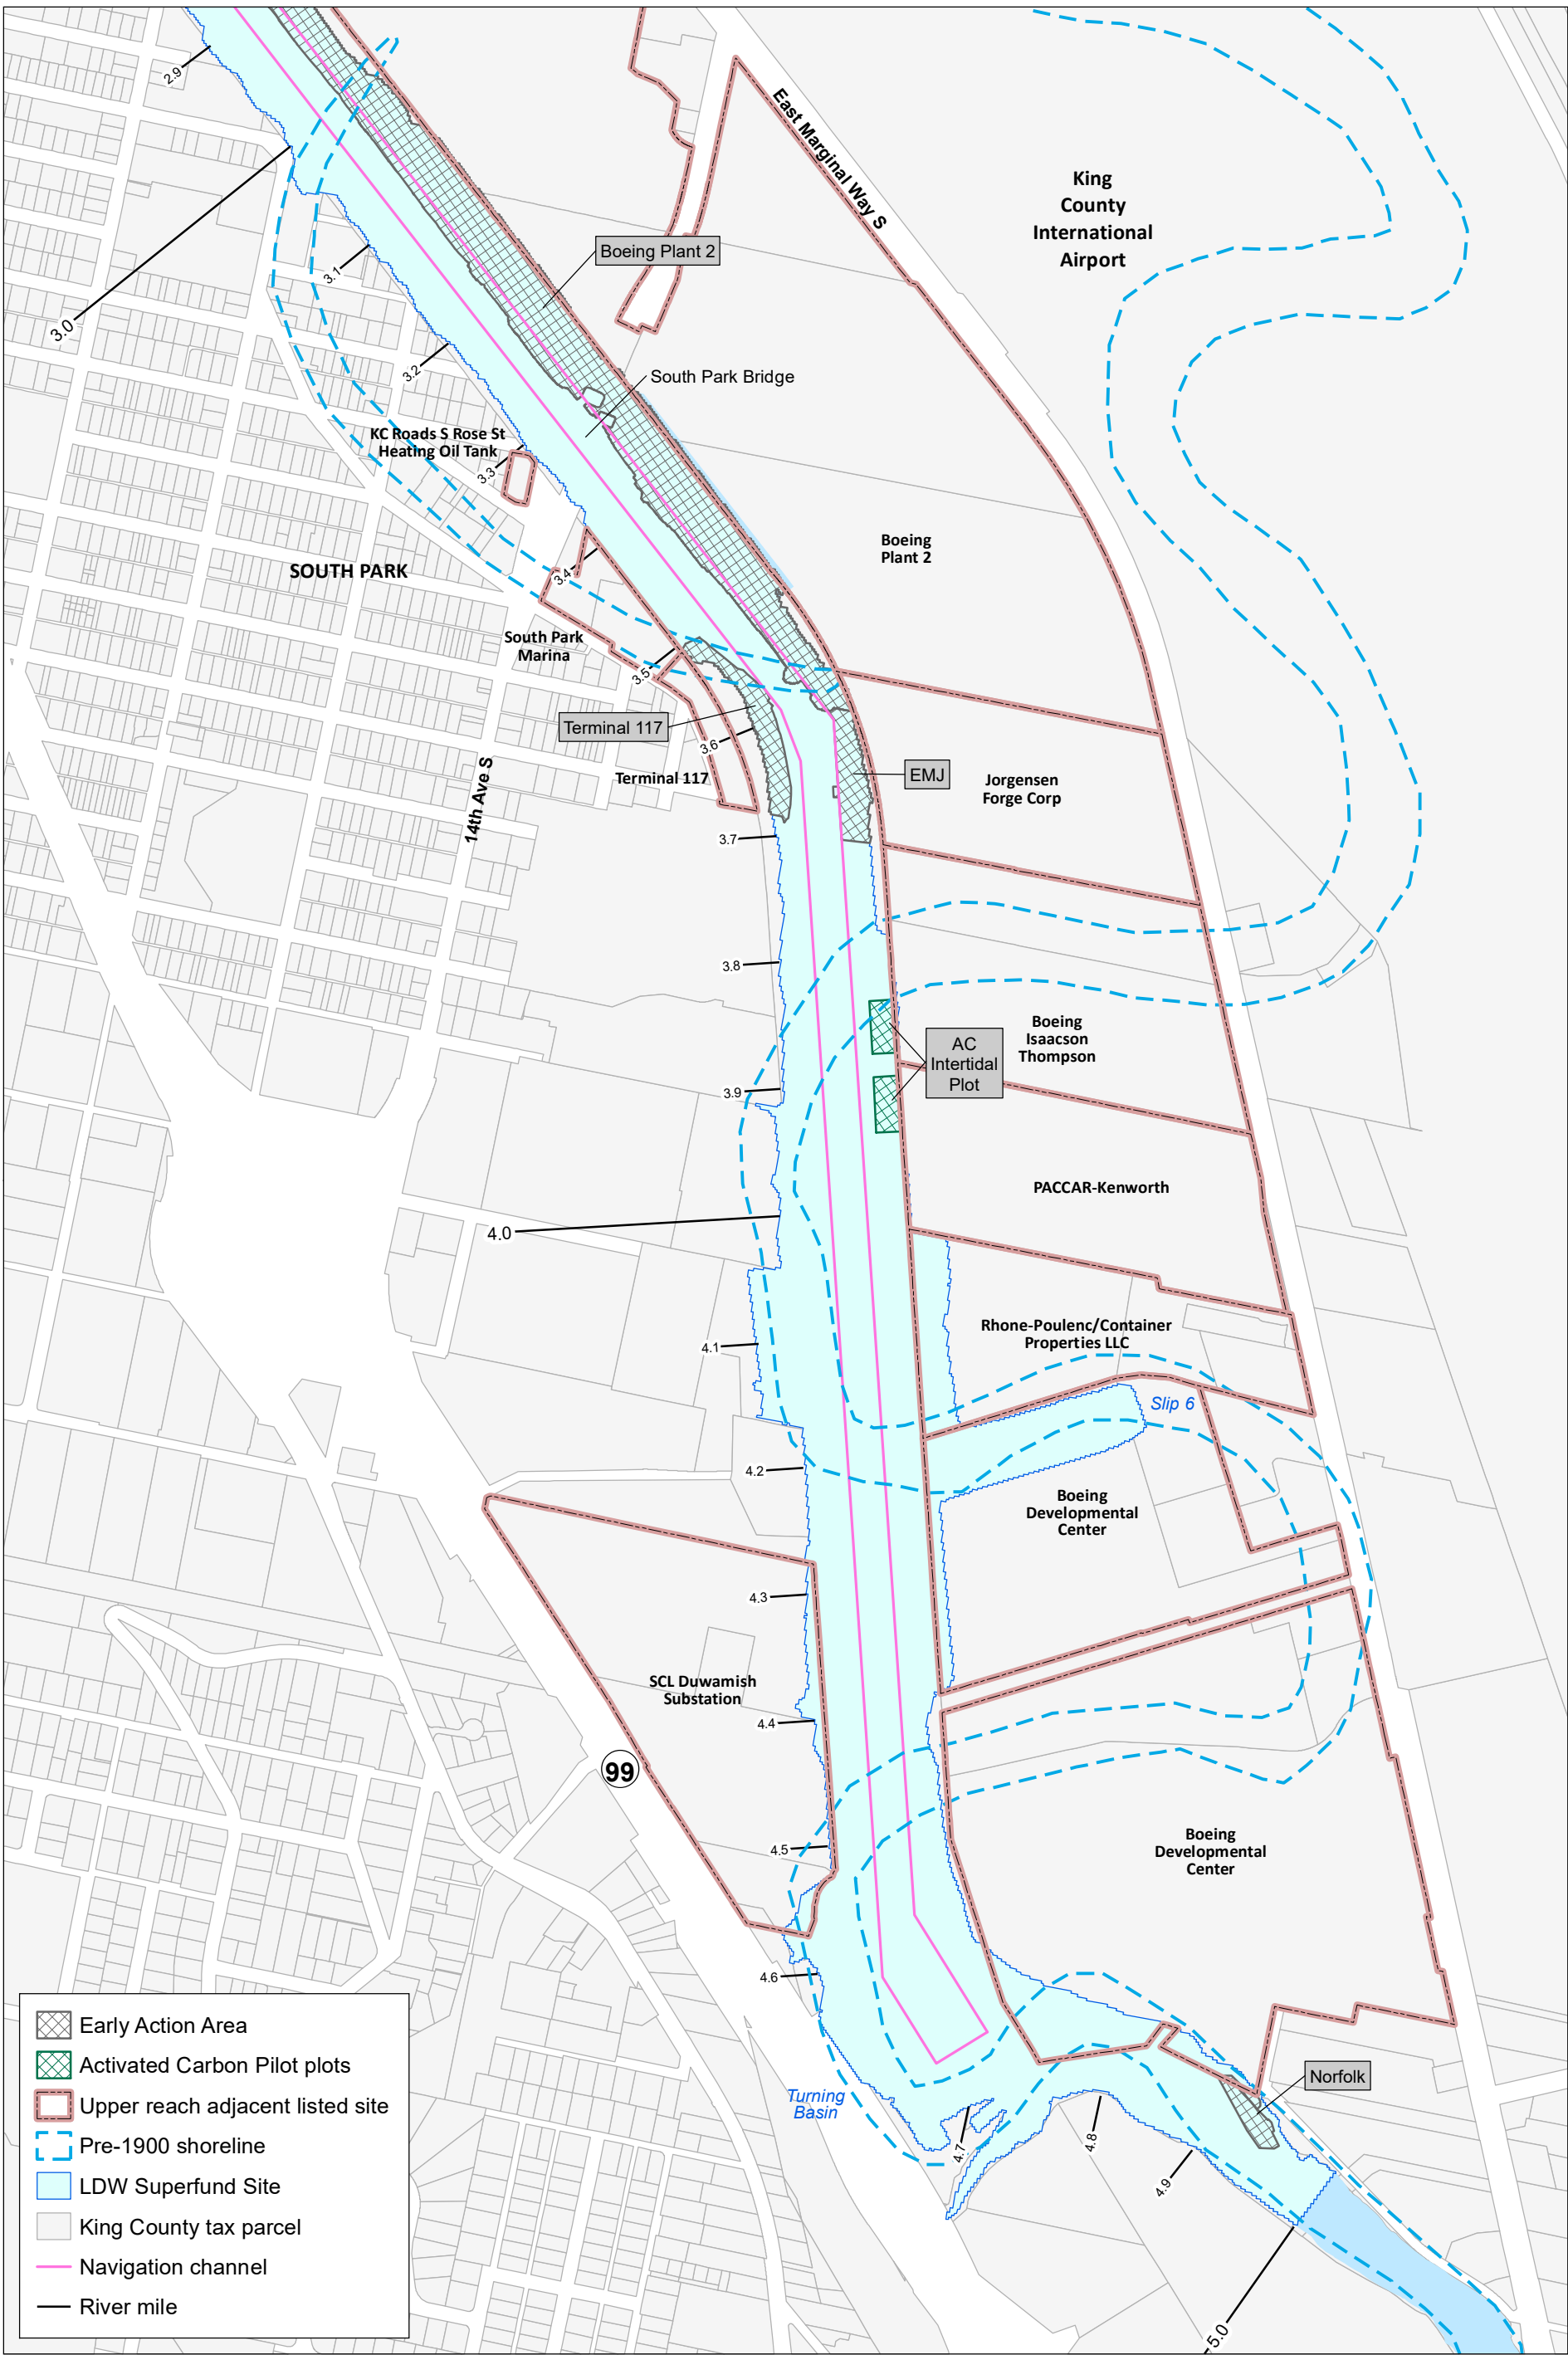 2.9
East Marginal Way S
King
County
International
Airport
Boeing Plant 2
3.1
3.0
3.2
South Park Bridge
KC Roads S Rose St
Heating Oil Tank
3.3
Boeing
Plant 2
SOUTH PARK
3.4
South Park
Marina
3.5
Terminal 117
3.6
Terminal 117
EMJ
Jorgensen
Forge Corp
14th Ave S
3.7
3.8
Boeing
Isaacson
Thompson
AC
Intertidal
Plot
3.9
PACCAR-Kenworth
4.0
Rhone-Poulenc/Container
Properties LLC
4.1
Slip 6
4.2
Boeing
Developmental
Center
4.3
SCL Duwamish
Substation
4.4
99
4.5
Boeing
Developmental
Center
4.6
Norfolk
Turning
Basin
4.7
4.8
4.9
5.0
Early Action Area
Activated Carbon Pilot plots
Upper reach adjacent listed site
Pre-1900 shoreline
LDW Superfund Site
King County tax parcel
Navigation channel
River mile